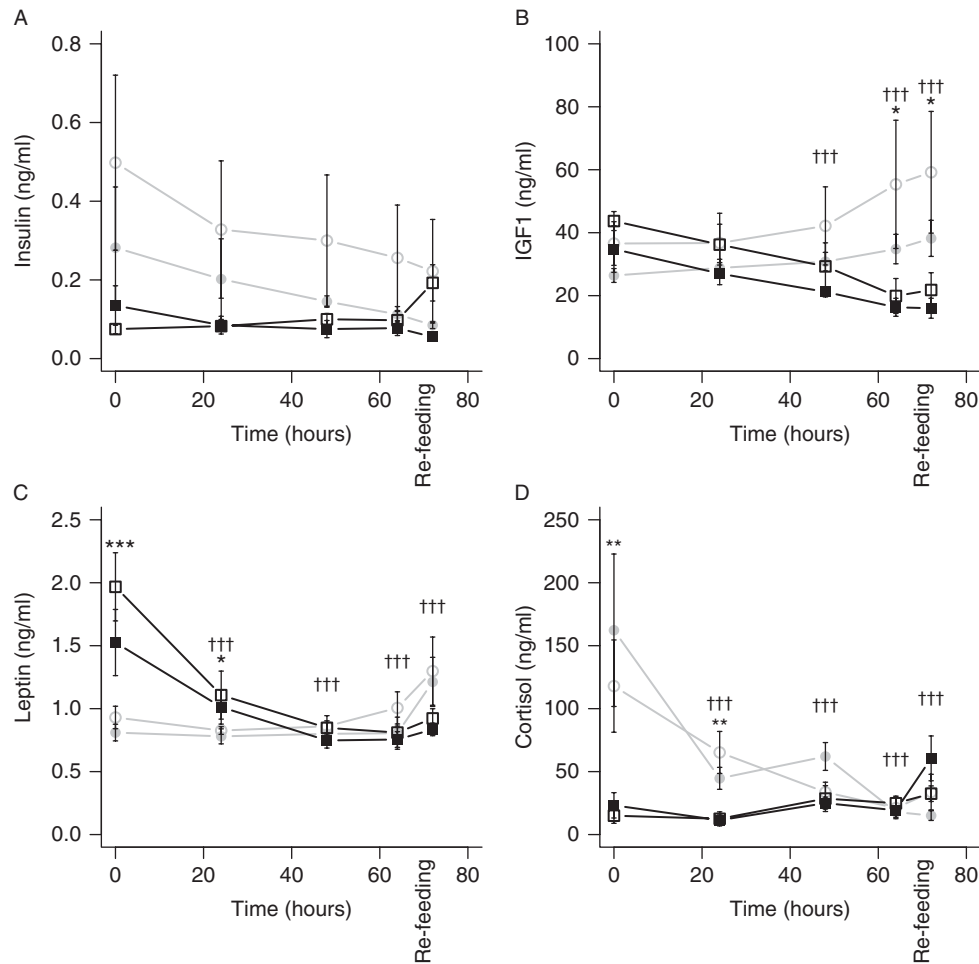 A
0.8
0.6
0.4
0.2
0.0
Insulin (ng/ml)
0 20 40 60 80
Re-feeding
Time (hours)
B
100
80
60
40
20
0
IGF1 (ng/ml)
†††
†††
*
†††
*
0 20 40 60 80
Re-feeding
Time (hours)
C
2.5
2.0
1.5
1.0
0.5
0.0
Leptin (ng/ml)
***
†††
*
†††
†††
†††
0 20 40 60 80
Re-feeding
Time (hours)
D
250
200
150
100
50
0
Cortisol (ng/ml)
**
†††
**
†††
†††
†††
0 20 40 60 80
Re-feeding
Time (hours)